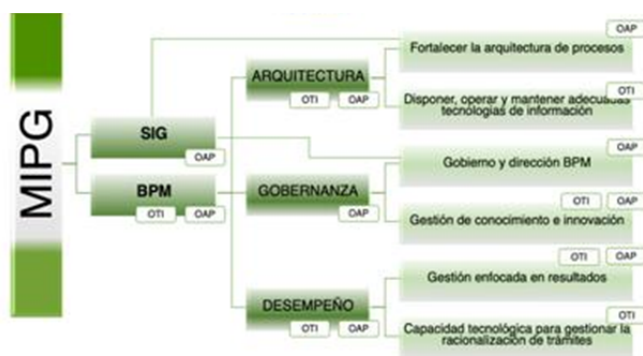 MIPG
SIG
OAP
BPM
OTI OAP
ARQUITECTURA
OTI OAP
OAP
Fortalecer la arquitectura de procesos
OTI
Disponer, operar y mantener adecuadas
tecnologías de información
GOBERNANZA
OAP
OAP
Gobierno y dirección BPM
OTI OAP
Gestión de conocimiento e innovación
DESEMPEÑO
OTI OAP
OTI OAP
Gestión enfocada en resultados
OTI
Capacidad tecnológica para gestionar la
racionalización de trámites